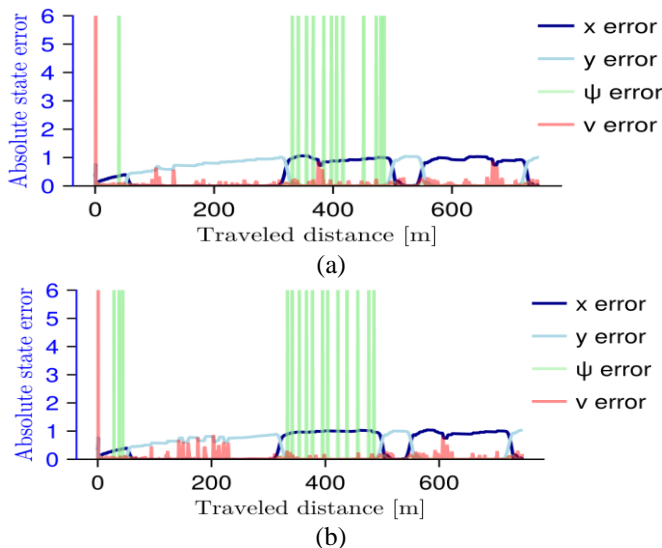 6
5
4
3
2
1
0
Absolute state error
0 200 400 600
Traveled distance [m]
x error
y error
ψ error
v error
(a)
6
5
4
3
2
1
0
Absolute state error
0 200 400 600
Traveled distance [m]
x error
y error
ψ error
v error
(b)